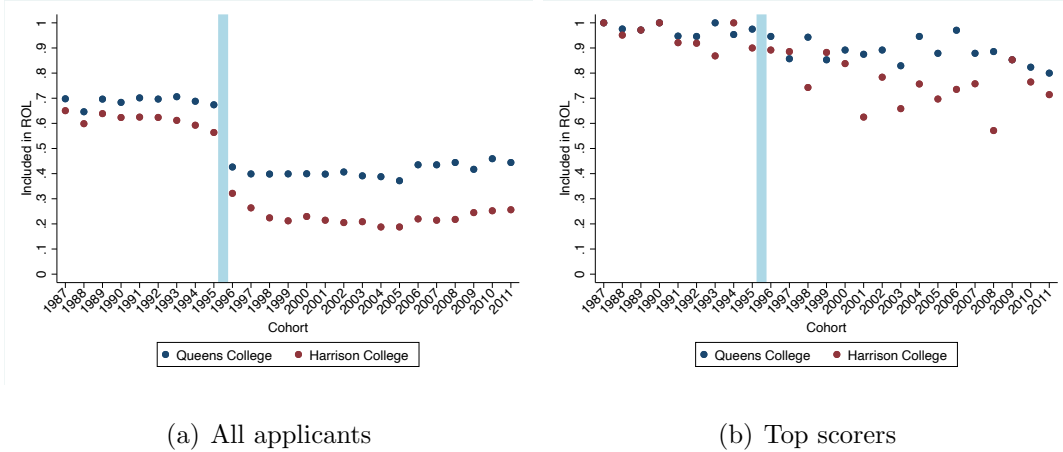 Included in ROL
1
.9
.8
.7
.6
.5
.4
.3
.2
.1
0
1987 1988 1989 1990 1991 1992 1993 1994 1995 1996 1997 1998 1999 2000 2001 2002 2003 2004 2005 2006 2007 2008 2009 2010 2011
Cohort
Queens College Harrison College
(a) All applicants
Included in ROL
1
.9
.8
.7
.6
.5
.4
.3
.2
.1
0
1987 1988 1989 1990 1991 1992 1993 1994 1995 1996 1997 1998 1999 2000 2001 2002 2003 2004 2005 2006 2007 2008 2009 2010 2011
Cohort
Queens College Harrison College
(b) Top scorers